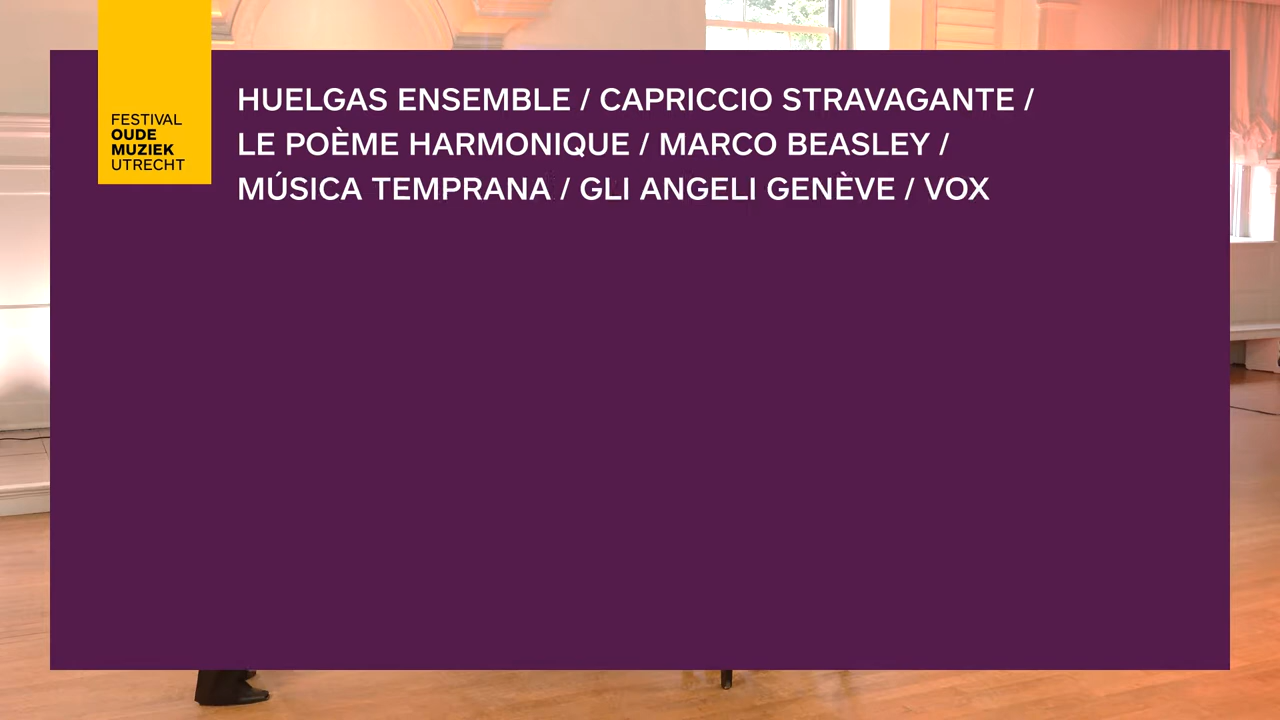 FESTIVAL
OUDE
MUZIEK
UTRECHT
HUELGAS ENSEMBLE / CAPRICCIO STRAVAGANTE /
LE POÈME HARMONIQUE / MARCO BEASLEY /
MÚSICA TEMPRANA / GLI ANGELI GENÈVE / VOX